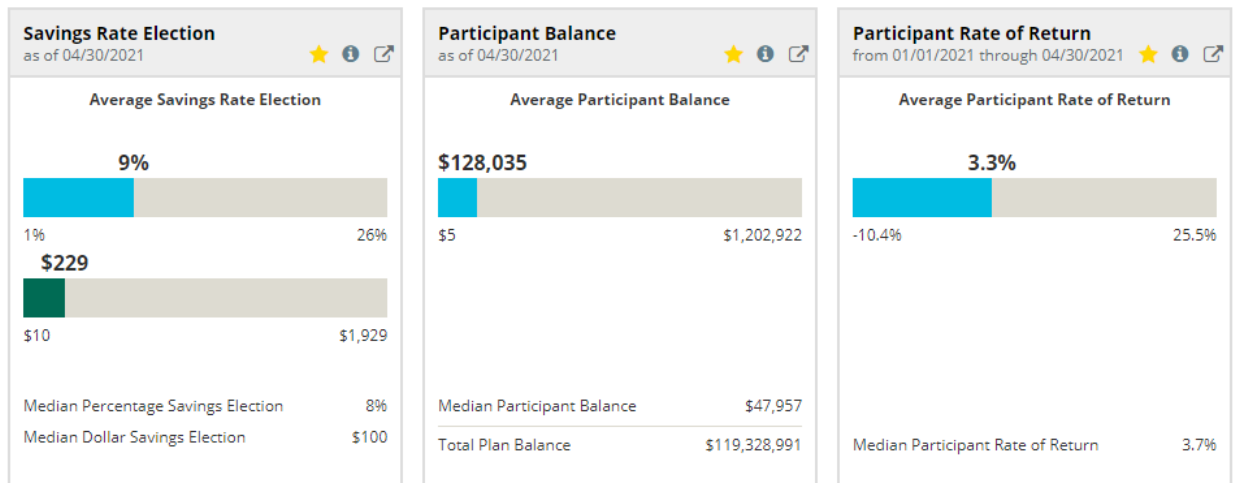 Savings Rate Election
as of 04/30/2021
Average Savings Rate Election
9%
1% 26%
$229
$10 $1,929
Median Percentage Savings Election 8%
Median Dollar Savings Election $100
Participant Balance
as of 04/30/2021
Average Participant Balance
$128,035
$5 $1,202,922
Median Participant Balance $47,957
Total Plan Balance $119,328,991
Participant Rate of Return
from 01/01/2021 through 04/30/2021
Average Participant Rate of Return
3.3%
-10.4% 25.5%
Median Participant Rate of Return 3.7%